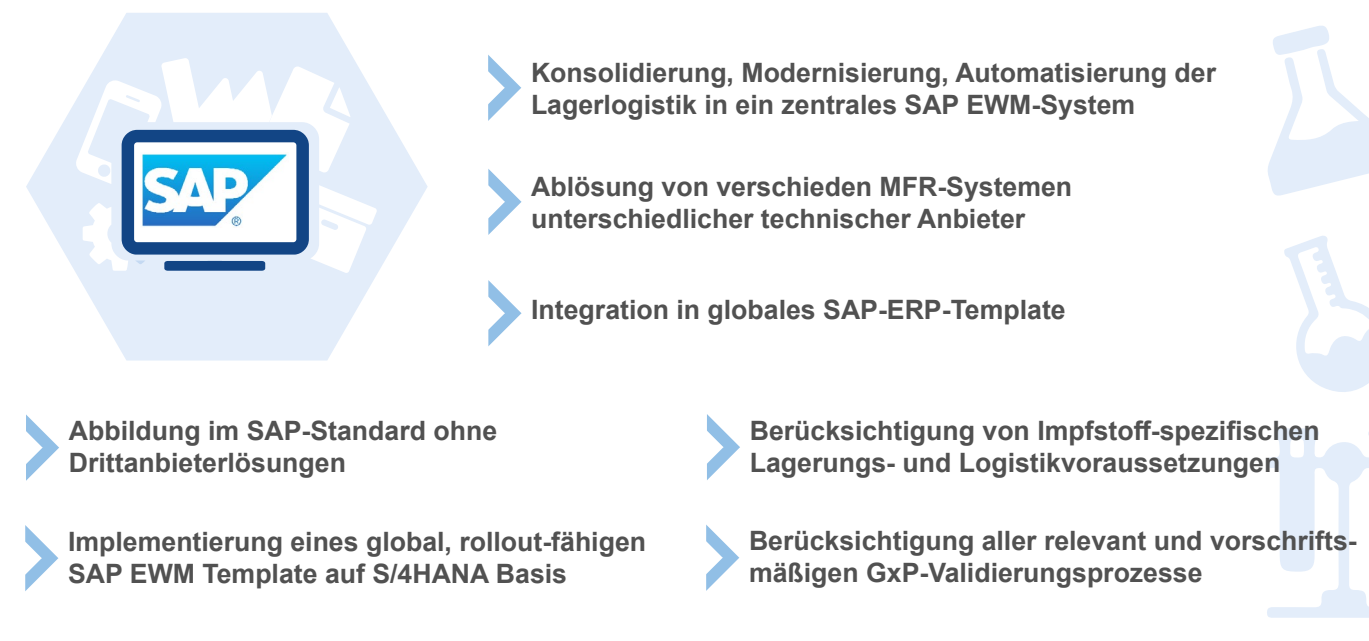 SAP
®
Konsolidierung, Modernisierung, Automatisierung der
Lagerlogistik in ein zentrales SAP EWM-System
Ablösung von verschieden MFR-Systemen
unterschiedlicher technischer Anbieter
Integration in globales SAP-ERP-Template
Abbildung im SAP-Standard ohne
Drittanbieterlösungen
Implementierung eines global, rollout-fähigen
SAP EWM Template auf S/4HANA Basis
Berücksichtigung von Impfstoff-spezifischen
Lagerungs- und Logistikvoraussetzungen
Berücksichtigung aller relevant und vorschrifts-
mäßigen GxP-Validierungsprozesse